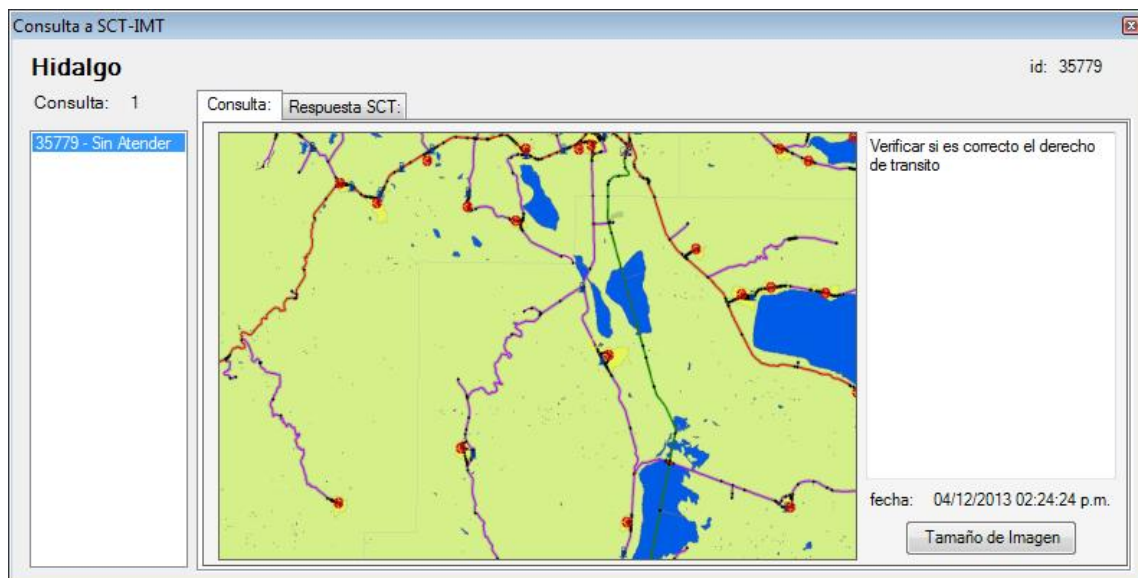 Consulta a SCT-IMT
Hidalgo
id: 35779
Consulta: 1
Consulta:
Respuesta SCT:
35779 - Sin Atender
Verificar si es correcto el derecho
de transito
fecha: 04/12/2013 02:24:24 p.m.
Tamaño de Imagen